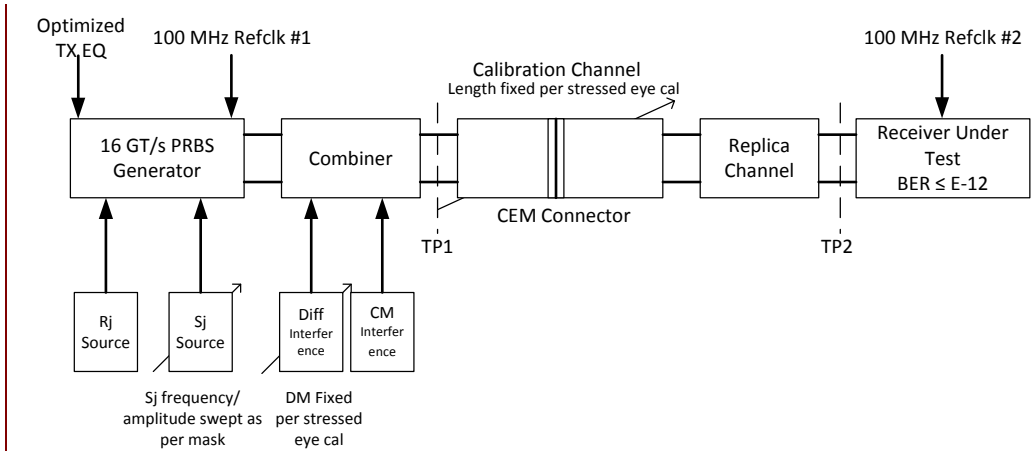 Optimized
TX EQ
100 MHz Refclk #1
100 MHz Refclk #2
Calibration Channel
Length fixed per stressed eye cal
16 GT/s PRBS
Generator
Combiner
Replica
Channel
Receiver Under
Test
BER ≤ E-12
CEM Connector
TP1
TP2
Rj
Source
Sj
Source
Diff
Interfer
ence
CM
Interfer
ence
Sj frequency/
amplitude swept as
per mask
DM Fixed
per stressed
eye cal